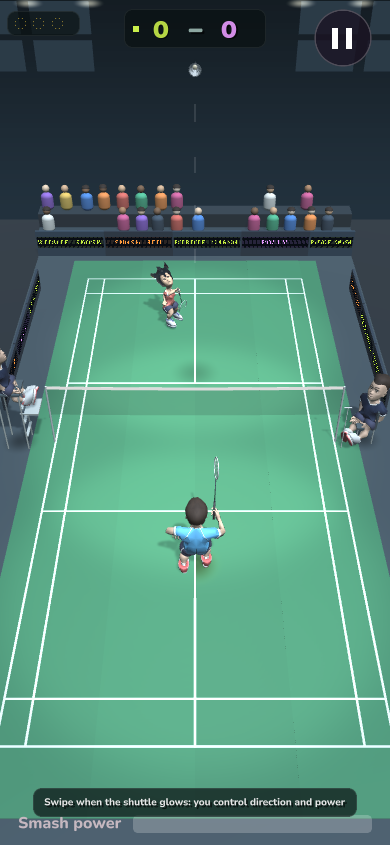 0 – 0
Swipe when the shuttle glows: you control direction and power
Smash power